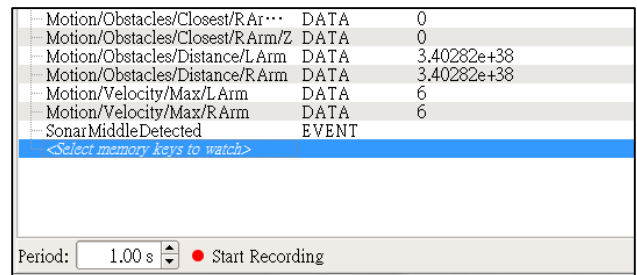 Motion/Obstacles/Closest/RAr··· DATA 0
Motion/Obstacles/Closest/RArm/Z DATA 0
Motion/Obstacles/Distance/LArm DATA 3.40282e+38
Motion/Obstacles/Distance/RArm DATA 3.40282e+38
Motion/Velocity/Max/LArm DATA 6
Motion/Velocity/Max/RArm DATA 6
SonarMiddleDetected EVENT
<Select memory keys to watch>
Period: 1.00 s Start Recording